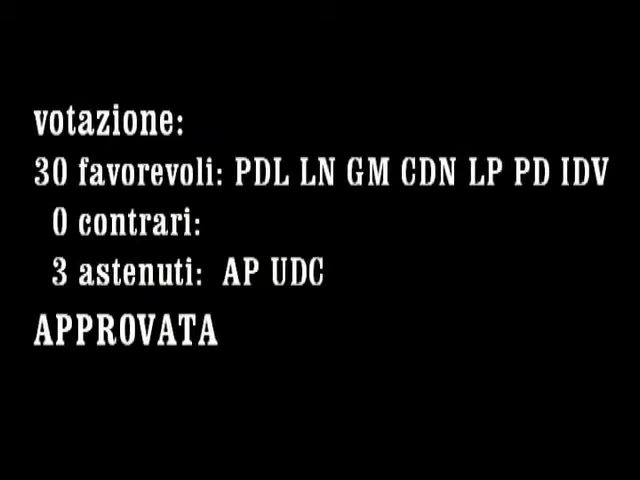 votazione:
30 favorevoli: PDL LN GM CDN LP PD IDV
0 contrari:
3 astenuti: AP UDC
APPROVATA